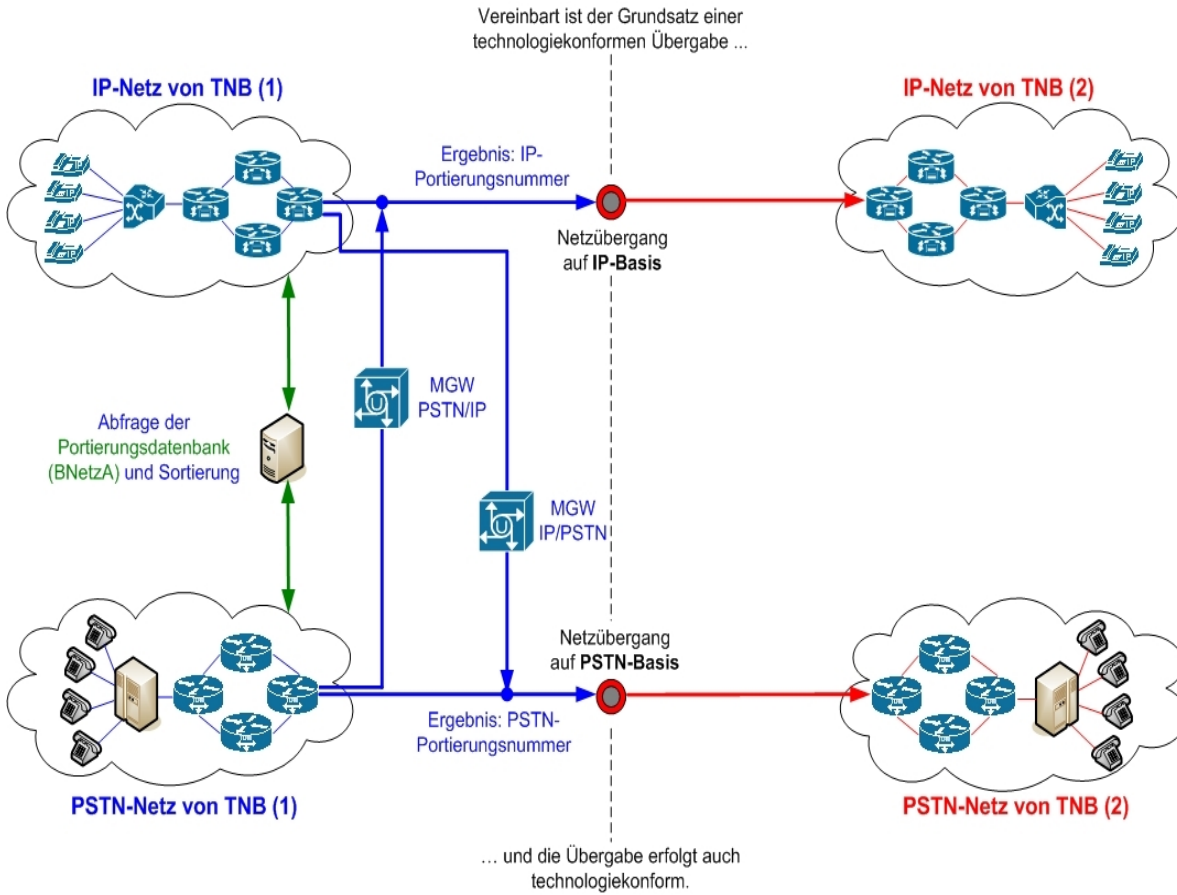 Vereinbart ist der Grundsatz einer
technologiekonformen Übergabe ...
IP-Netz von TNB (1)
IP-Netz von TNB (2)
Ergebnis: IP-
Portierungsnummer
Netzübergang
auf IP-Basis
MGW
PSTN/IP
Abfrage der
Portierungsdatenbank
(BNetzA) und Sortierung
MGW
IP/PSTN
Netzübergang
auf PSTN-Basis
Ergebnis: PSTN-
Portierungsnummer
PSTN-Netz von TNB (1)
PSTN-Netz von TNB (2)
... und die Übergabe erfolgt auch
technologiekonform.